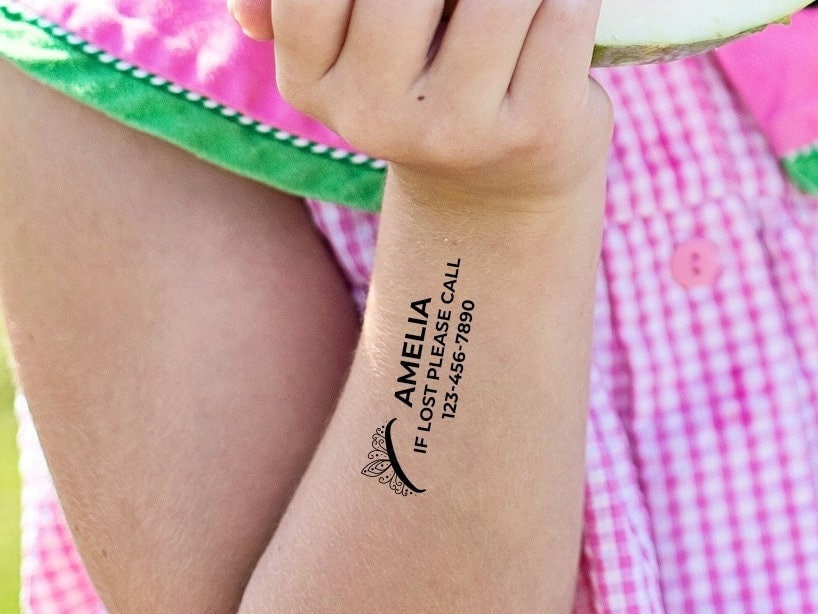 AMELIA
IF LOST PLEASE CALL
123-456-7890